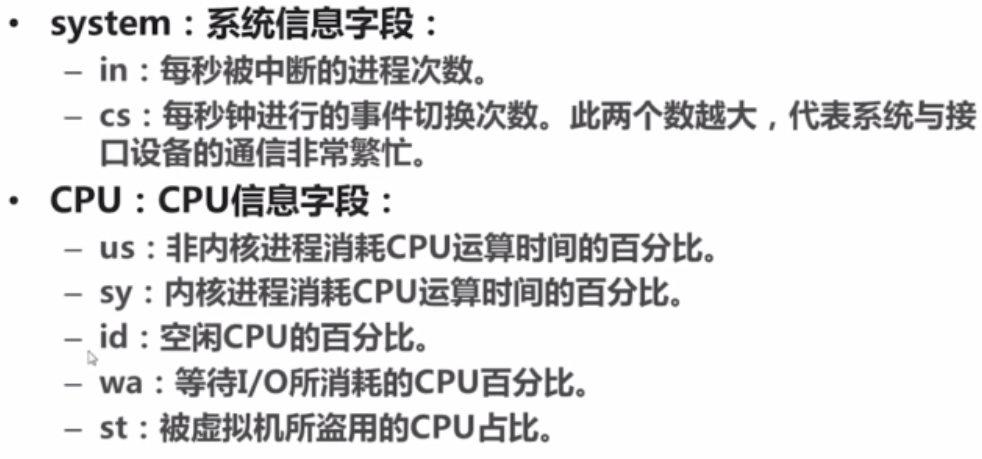 • system：系统信息字段：
– in：每秒被中断的进程次数。
– cs：每秒钟进行的事件切换次数。此两个数越大，代表系统与接
口设备的通信非常繁忙。
• CPU：CPU信息字段：
– us：非内核进程消耗CPU运算时间的百分比。
– sy：内核进程消耗CPU运算时间的百分比。
– id：空闲CPU的百分比。
– wa：等待I/O所消耗的CPU百分比。
– st：被虚拟机所盗用的CPU占比。